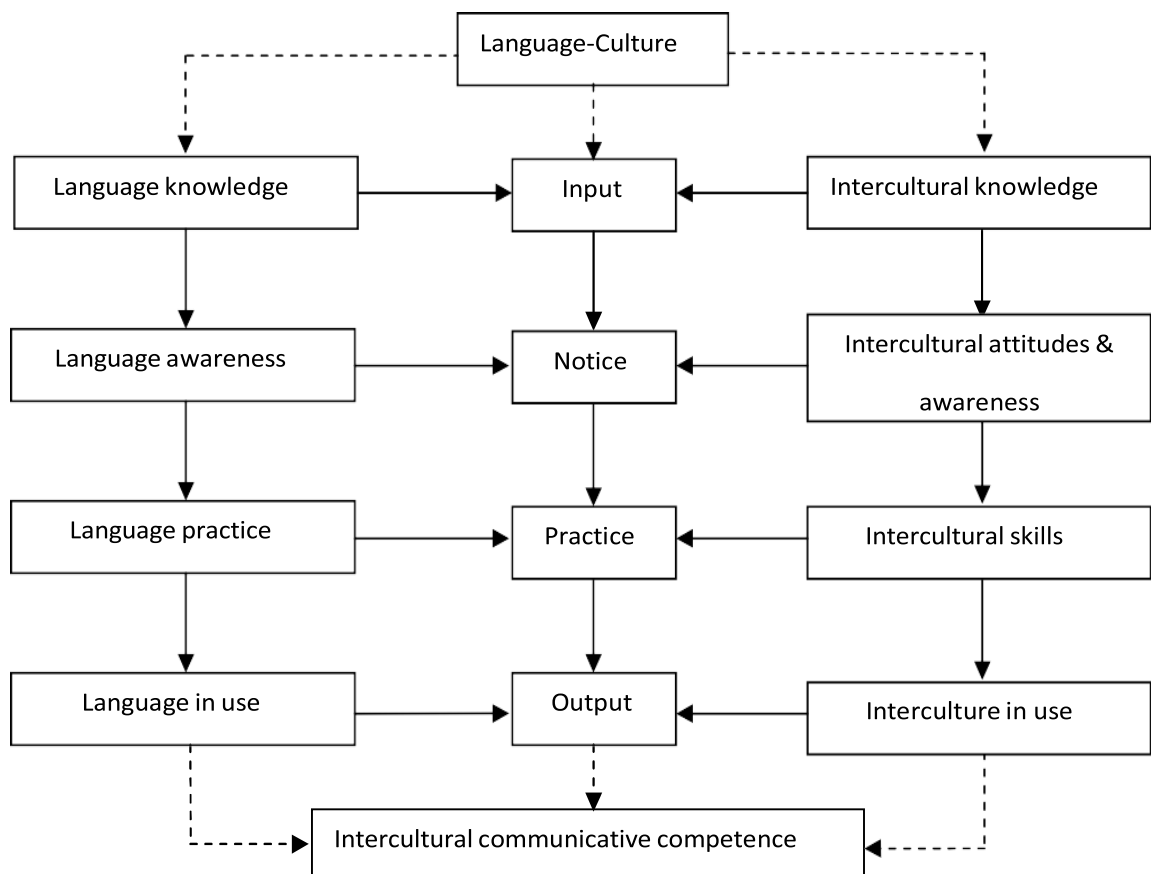 Language-Culture
Language knowledge
Input
Intercultural knowledge
Language awareness
Notice
Intercultural attitudes &
awareness
Language practice
Practice
Intercultural skills
Language in use
Output
Interculture in use
Intercultural communicative competence